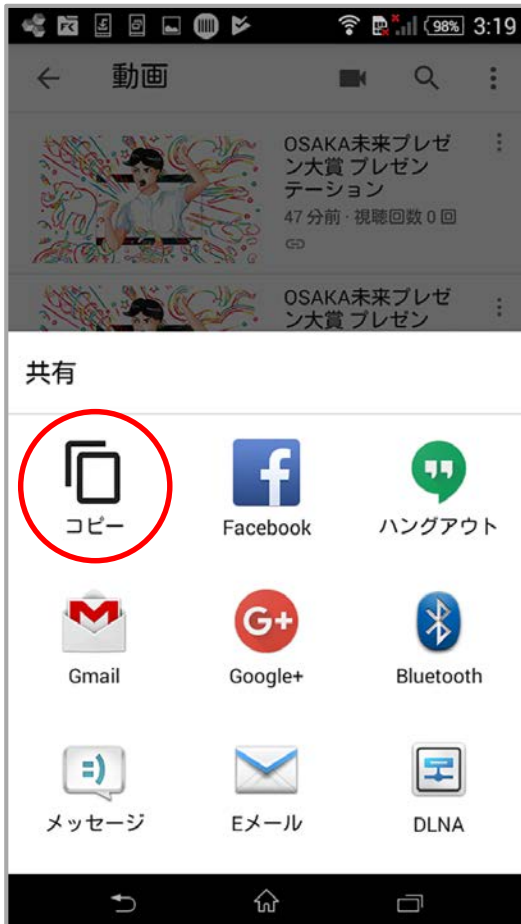 98% 3:19
動画
OSAKA未来プレゼ
ン大賞 プレゼン
テーション
47 分前・視聴回数 0 回
OSAKA未来プレゼ
ン大賞 プレゼン
共有
コピー
Facebook
ハングアウト
Gmail
Google+
Bluetooth
メッセージ
Eメール
DLNA